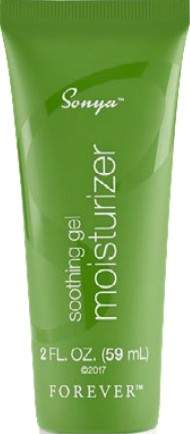 Sonya™
soothing gel
moisturizer
2 FL. OZ. (59 mL)
©2017
FOREVER™